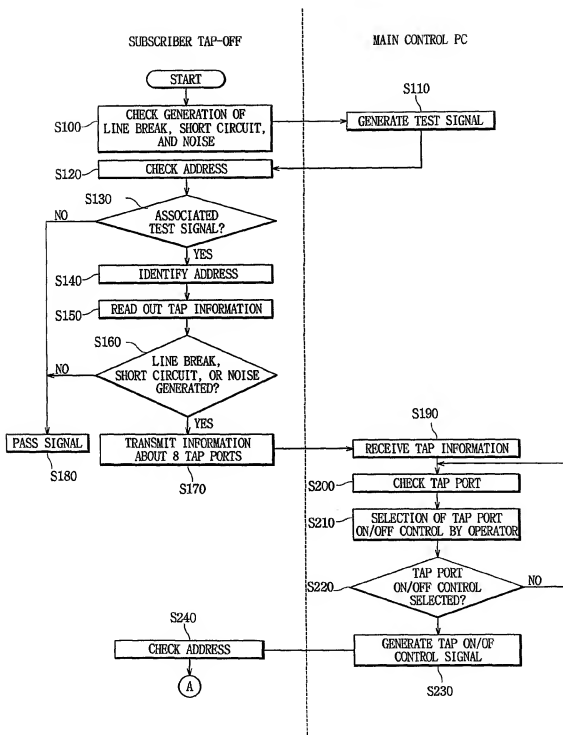 SUBSCRIBER TAP-OFF
MAIN CONTROL PC
START
S110
S100
CHECK GENERATION OF
LINE BREAK, SHORT CIRCUIT,
AND NOISE
GENERATE TEST SIGNAL
S120
CHECK ADDRESS
S130
NO
ASSOCIATED
TEST SIGNAL?
YES
S140
IDENTIFY ADDRESS
S150
READ OUT TAP INFORMATION
S160
NO
LINE BREAK,
SHORT CIRCUIT, OR NOISE
GENERATED?
YES
S190
PASS SIGNAL
S180
TRANSMIT INFORMATION
ABOUT 8 TAP PORTS
S170
RECEIVE TAP INFORMATION
S200
CHECK TAP PORT
S210
SELECTION OF TAP PORT
ON/OFF CONTROL BY OPERATOR
S220
TAP PORT
ON/OFF CONTROL
SELECTED?
NO
S240
CHECK ADDRESS
GENERATE TAP ON/OF
CONTROL SIGNAL
S230
A